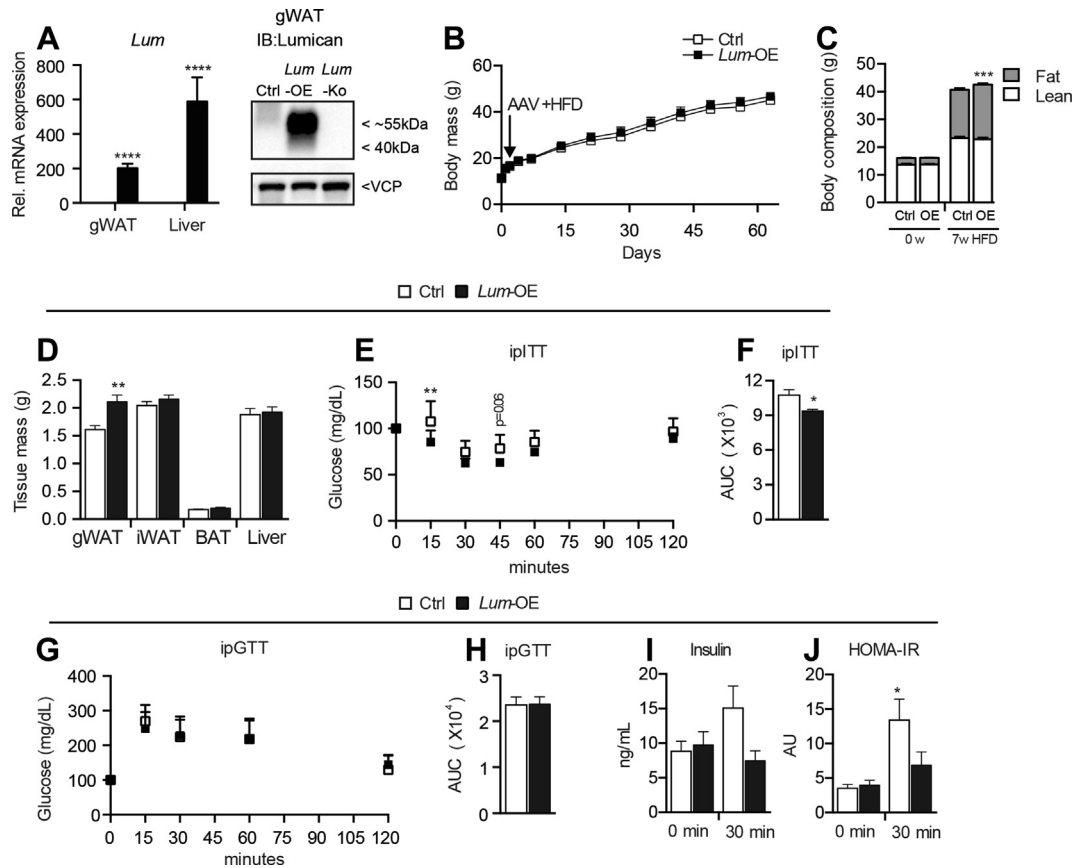 A
Lum
Rel. mRNA expression
800
600
400
200
0
****
****
gWAT
Liver
gWAT
IB:Lumican
Ctrl
Lum
-OE
Lum
-Ko
< ~55kDa
< 40kDa
<VCP
B
Ctrl
Lum-OE
Body mass (g)
60
40
20
0
AAV+HFD
0 15 30 45 60
Days
C
Body composition (g)
50
40
30
20
10
0
***
Fat
Lean
Ctrl OE Ctrl OE
0 w 7w HFD
Ctrl Lum-OE
D
Tissue mass (g)
2.5
2.0
1.5
1.0
0.5
0.0
**
gWAT iWAT BAT Liver
E
ipITT
Glucose (mg/dL)
150
100
50
0
**
p=0.06
0 15 30 45 60 75 90 105 120
minutes
F
ipITT
AUC ( X10³)
12
9
6
3
0
*
Ctrl Lum-OE
G
ipGTT
Glucose (mg/dL)
400
300
200
100
0
0 15 30 45 60 75 90 105 120
minutes
H
ipGTT
AUC ( X10⁴)
3
2
1
0
I
Insulin
ng/mL
20
15
10
5
0
0 min 30 min
J
HOMA-IR
AU
20
15
10
5
0
*
0 min 30 min